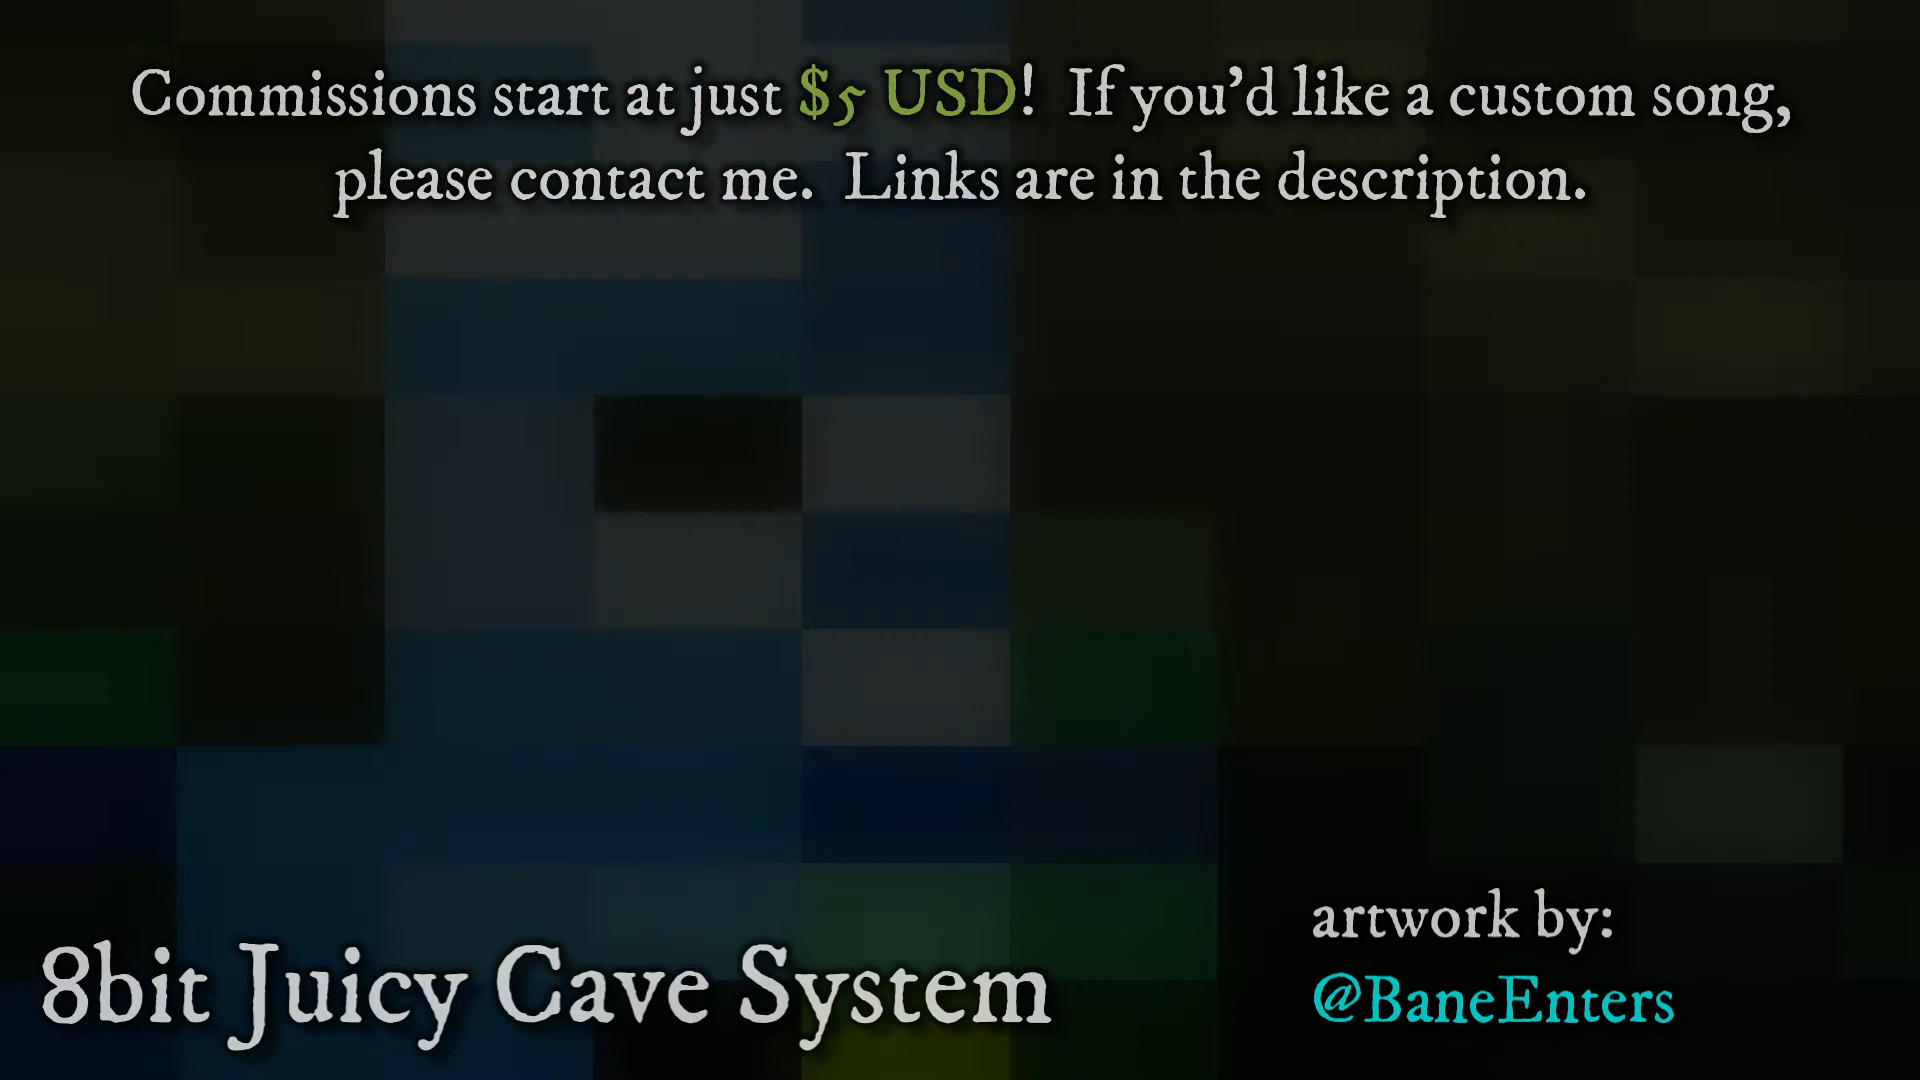 Commissions start at just $5 USD! If you'd like a custom song,
please contact me. Links are in the description.
8bit Juicy Cave System
artwork by:
@BaneEnters